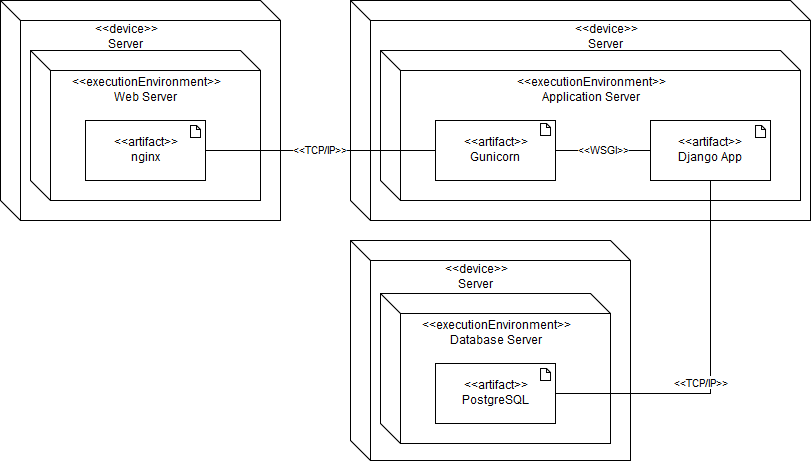 <<device>>
Server
<<executionEnvironment>>
Web Server
<<artifact>>
nginx
<<TCP/IP>>
<<device>>
Server
<<executionEnvironment>>
Application Server
<<artifact>>
Gunicorn
<<WSGI>>
<<artifact>>
Django App
<<device>>
Server
<<executionEnvironment>>
Database Server
<<artifact>>
PostgreSQL
<<TCP/IP>>